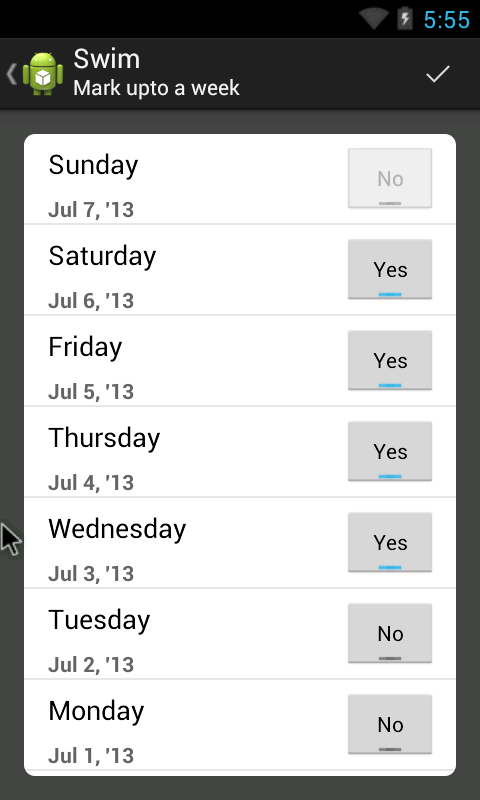 5:55
Swim
Mark upto a week
Sunday
No
Jul 7, '13
Saturday
Yes
Jul 6, '13
Friday
Yes
Jul 5, '13
Thursday
Yes
Jul 4, '13
Wednesday
Yes
Jul 3, '13
Tuesday
No
Jul 2, '13
Monday
No
Jul 1, '13